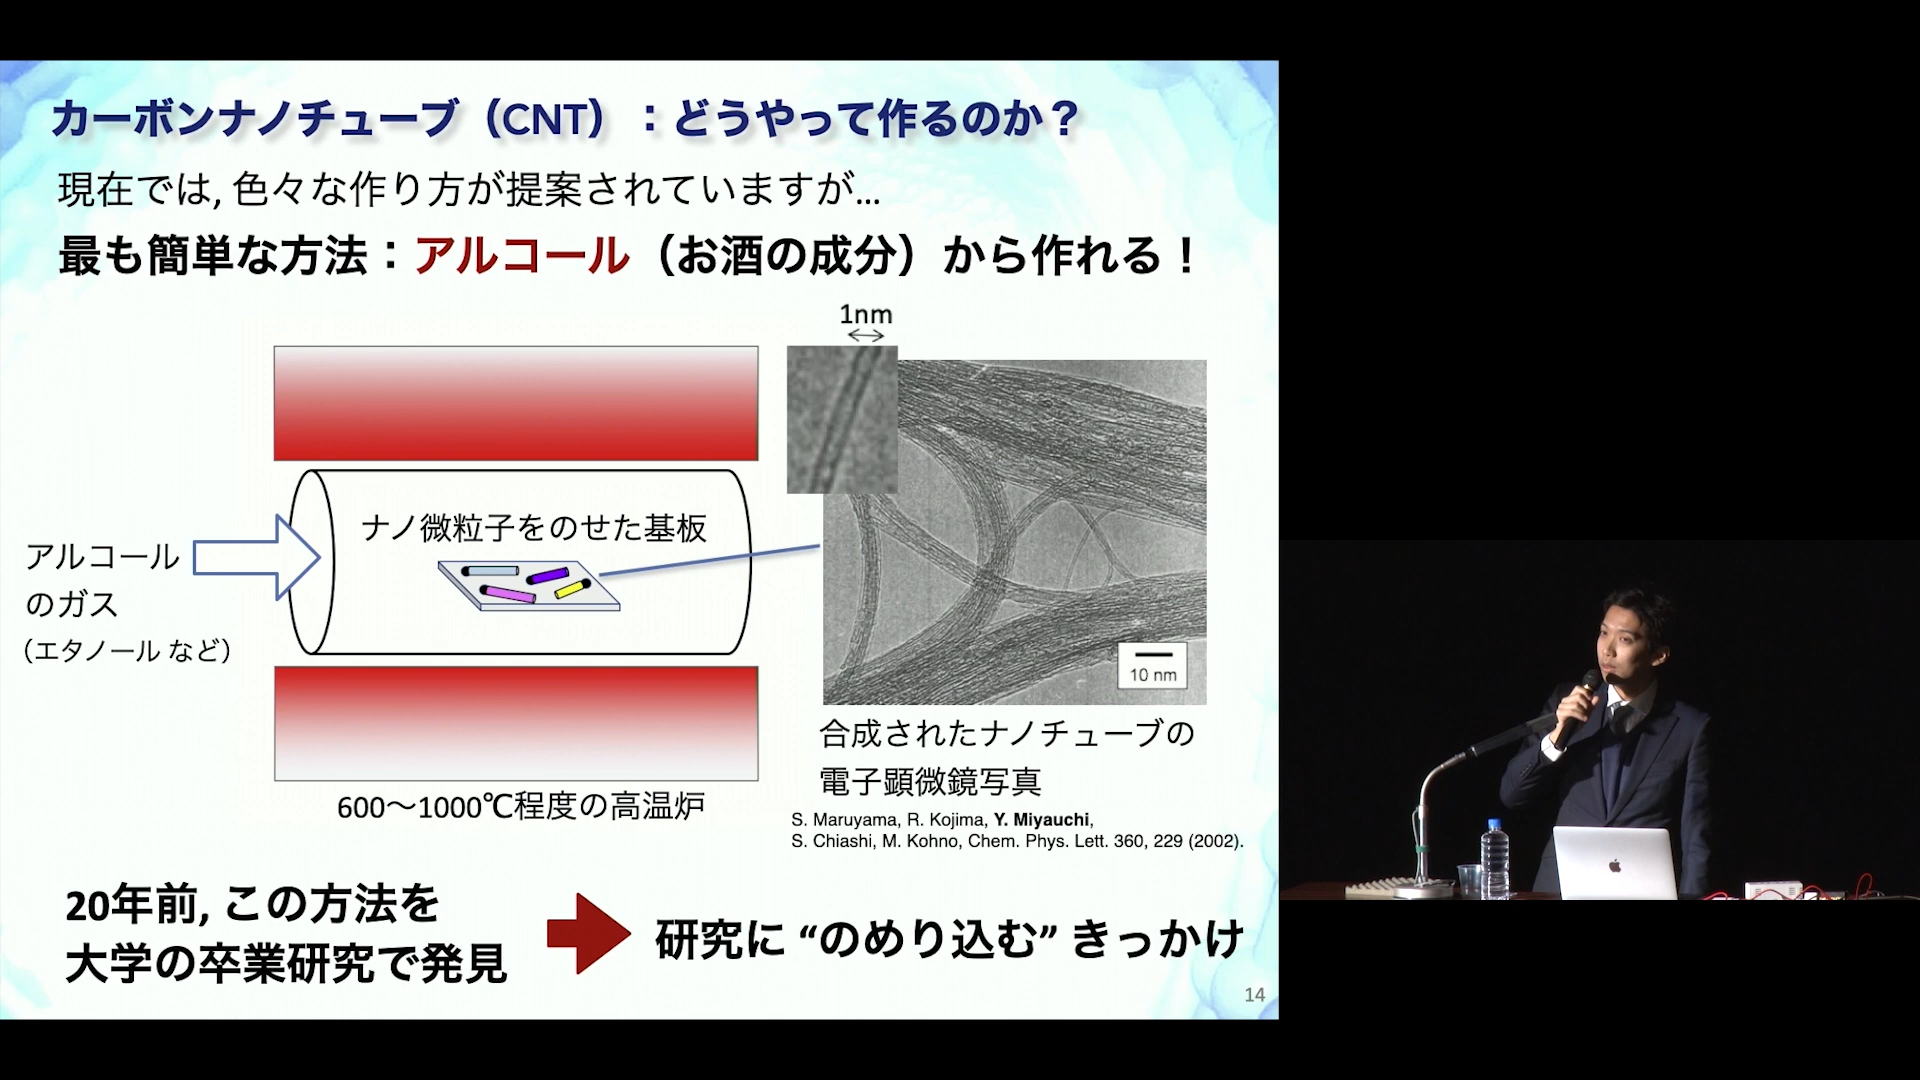 カーボンナノチューブ（CNT）：どうやって作るのか？
現在では, 色々な作り方が提案されていますが...
最も簡単な方法：アルコール（お酒の成分）から作れる！
1nm
ナノ微粒子をのせた基板
アルコール
のガス
（エタノール など）
10 nm
600〜1000℃程度の高温炉
合成されたナノチューブの
電子顕微鏡写真
S. Maruyama, R. Kojima, Y. Miyauchi,
S. Chiashi, M. Kohno, Chem. Phys. Lett. 360, 229 (2002).
20年前, この方法を
大学の卒業研究で発見
研究に “のめり込む” きっかけ
14